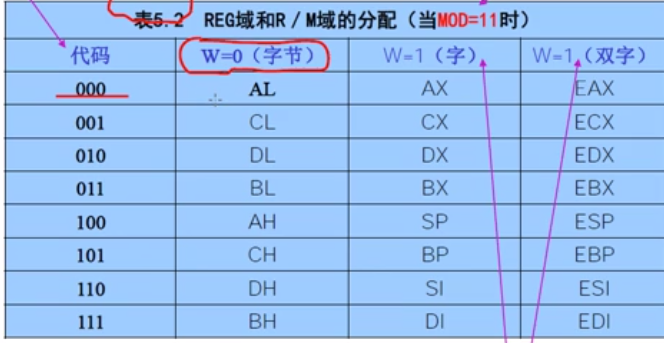 表5.2 REG域和R/M域的分配（当MOD=11时）
代码 W=0（字节） W=1（字） W=1（双字）
000 AL AX EAX
001 CL CX ECX
010 DL DX EDX
011 BL BX EBX
100 AH SP ESP
101 CH BP EBP
110 DH SI ESI
111 BH DI EDI